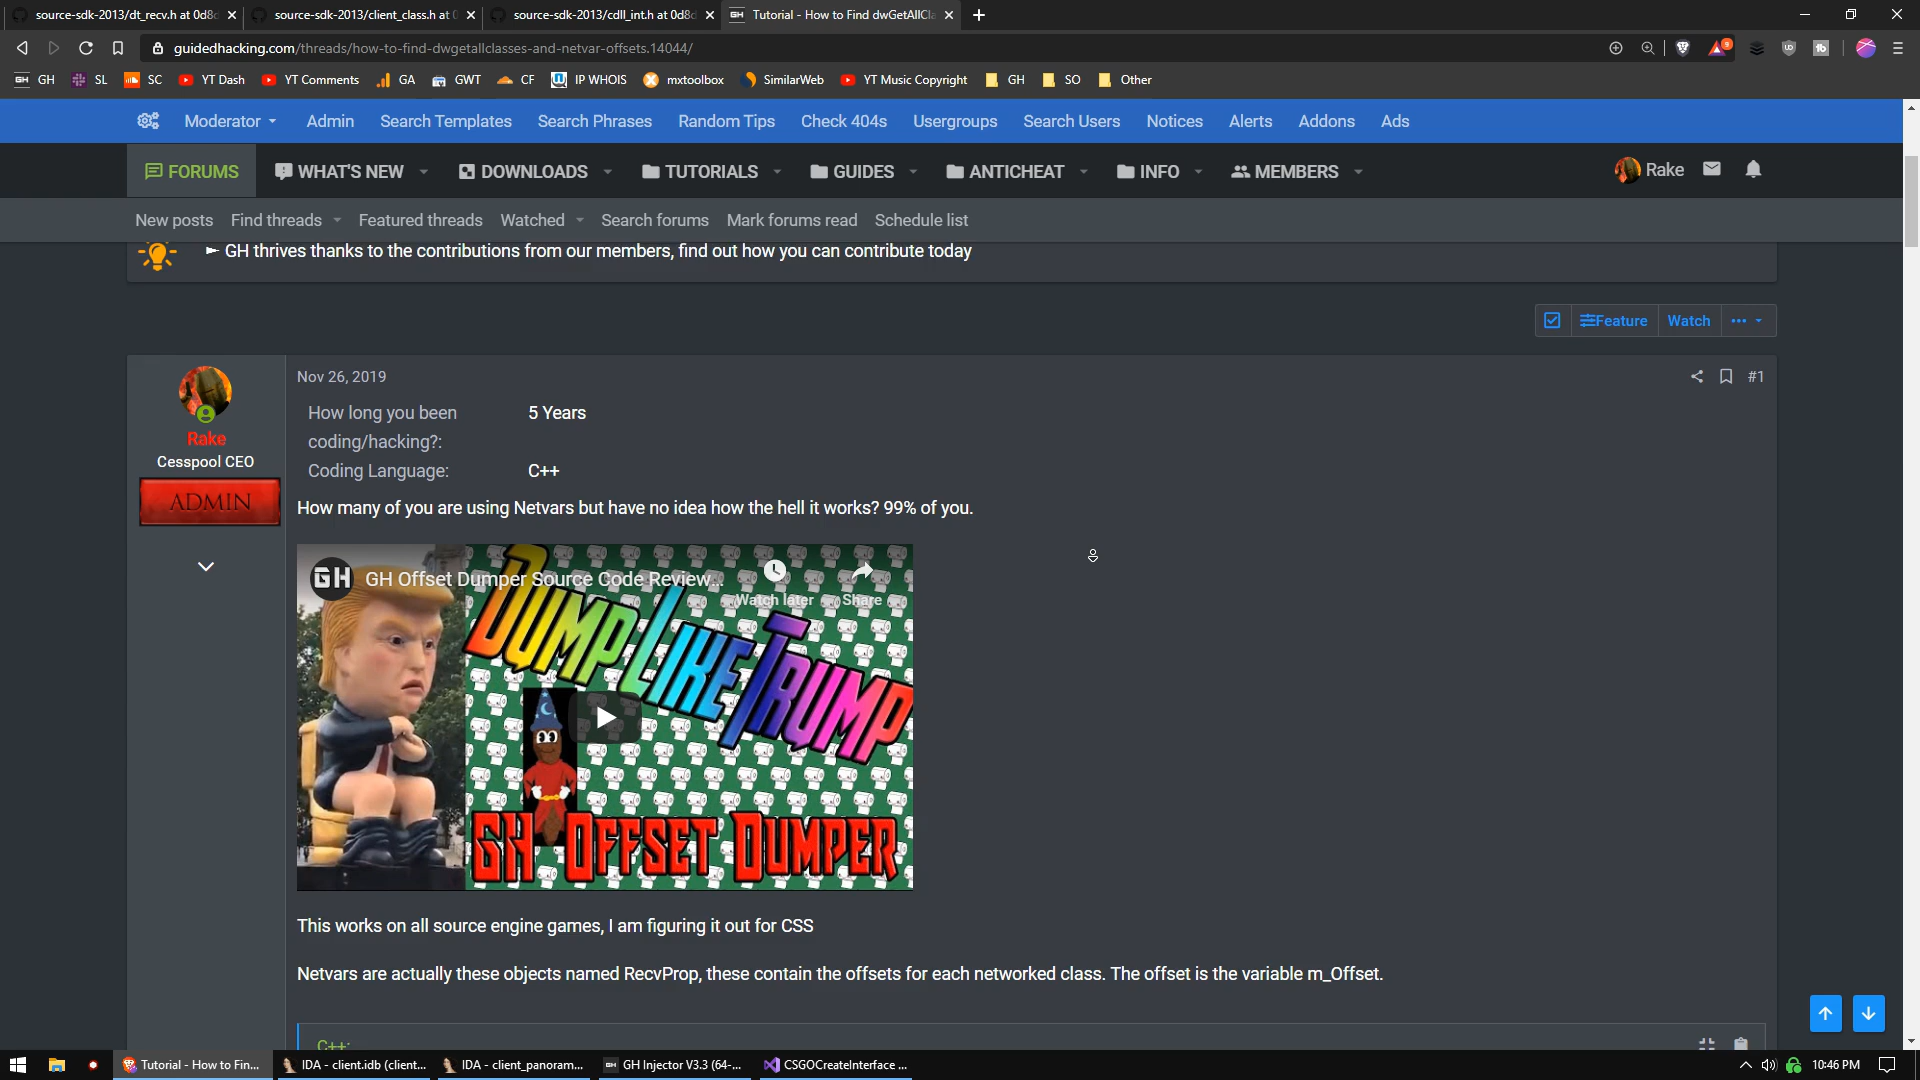 source-sdk-2013/dt_recv.h at 0d8
source-sdk-2013/client_class.h at 0
source-sdk-2013/cdll_int.h at 0d8d
GH Tutorial - How to Find dwGetAllCla
guidedhacking.com/threads/how-to-find-dwgetallclasses-and-netvar-offsets.14044/
9
GH GH
SL
SC
YT Dash
YT Comments
GA
GWT
CF
IP WHOIS
mxtoolbox
SimilarWeb
YT Music Copyright
GH
SO
Other
Moderator
Admin
Search Templates
Search Phrases
Random Tips
Check 404s
Usergroups
Search Users
Notices
Alerts
Addons
Ads
FORUMS
WHAT'S NEW
DOWNLOADS
TUTORIALS
GUIDES
ANTICHEAT
INFO
MEMBERS
Rake
New posts
Find threads
Featured threads
Watched
Search forums
Mark forums read
Schedule list
► GH thrives thanks to the contributions from our members, find out how you can contribute today
Feature
Watch
Nov 26, 2019
#1
Rake
Cesspool CEO
ADMIN
How long you been coding/hacking?:
5 Years
Coding Language:
C++
How many of you are using Netvars but have no idea how the hell it works? 99% of you.
GH
GH Offset Dumper Source Code Review...
Watch later
Share
DUMP LIKE TRUMP
GH OFFSET DUMPER
This works on all source engine games, I am figuring it out for CSS
Netvars are actually these objects named RecvProp, these contain the offsets for each networked class. The offset is the variable m_Offset.
C++:
Tutorial - How to Fin...
IDA - client.idb (client...
IDA - client_panoram...
GH GH Injector V3.3 (64-...
CSGOCreateInterface ...
10:46 PM